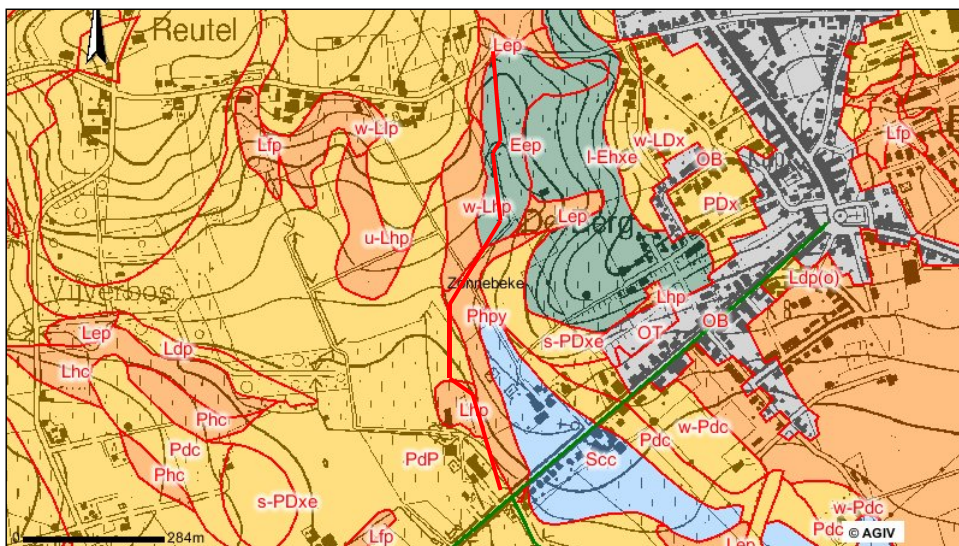 Reutel
Lep
Lfp
w-Llp
Eep
l-Ehxe
w-LDx
OB
Lfp
PDx
w-Lhp
Lep
u-Lhp
Zonnebeke
Ldp(o)
Lhp
Phpy
OT
OB
s-PDxe
Vijverbos
Lep
Ldp
Lhc
Phc
Lhp
Pdc
w-Pdc
Pdc
PdP
Scc
Phc
s-PDxe
w-Pdc
Lfp
Pdc
Lep
0
284m
© AGIV